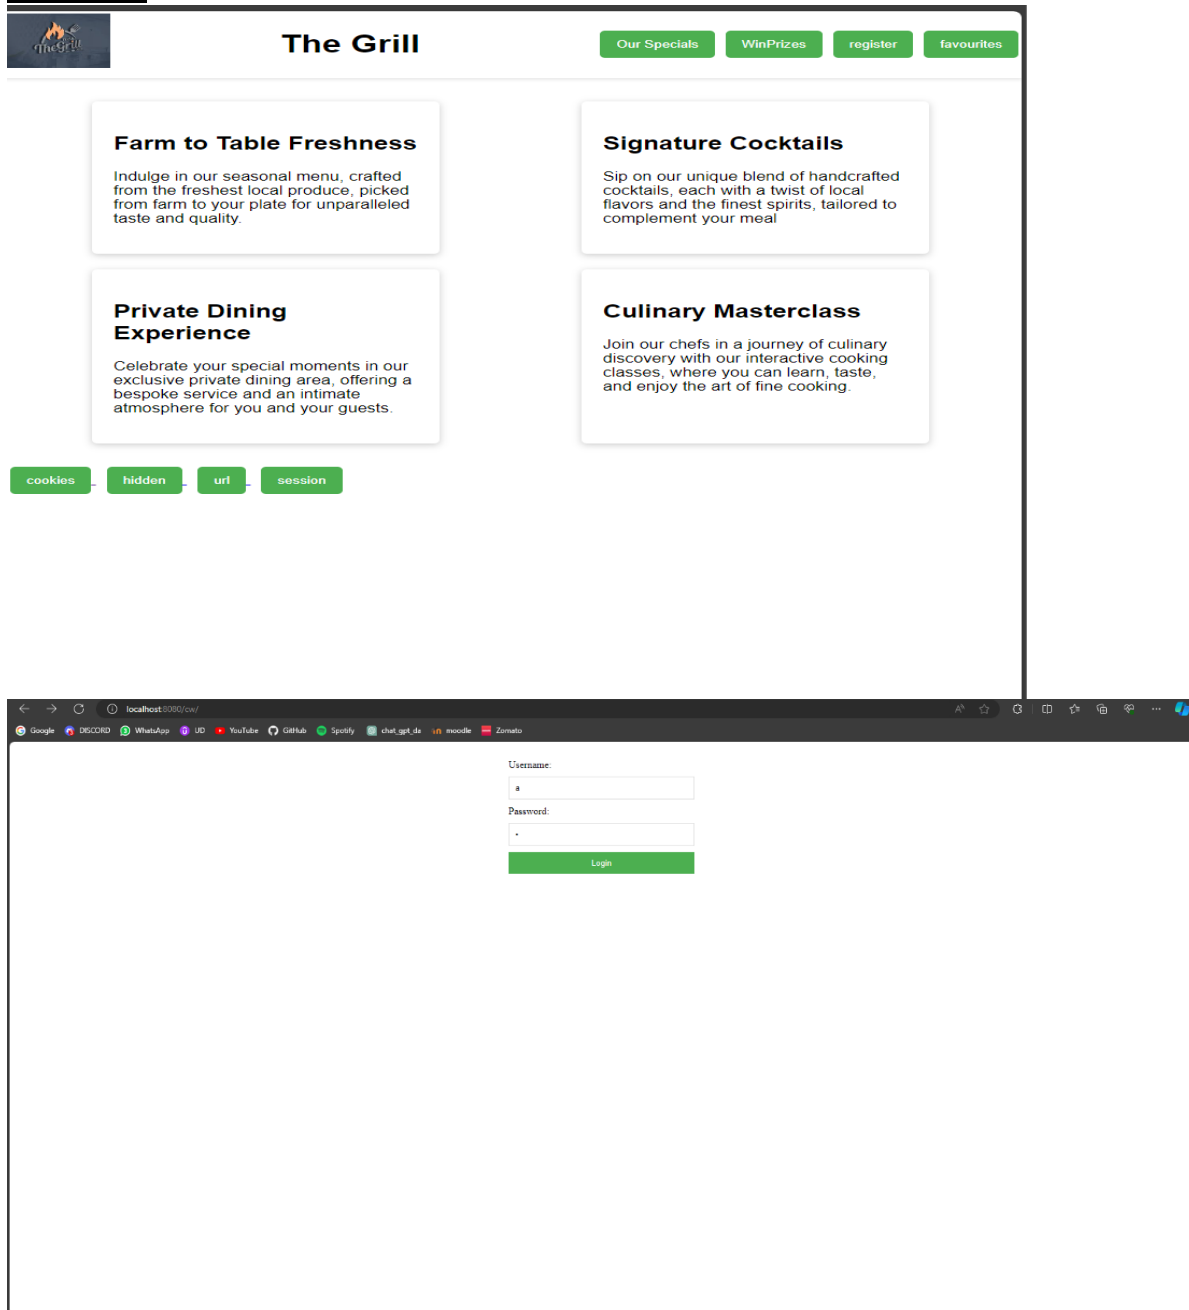 TheGrill
The Grill
Our Specials
WinPrizes
register
favourites
Farm to Table Freshness
Indulge in our seasonal menu, crafted
from the freshest local produce, picked
from farm to your plate for unparalleled
taste and quality.
Signature Cocktails
Sip on our unique blend of handcrafted
cocktails, each with a twist of local
flavors and the finest spirits, tailored to
complement your meal
Private Dining
Experience
Celebrate your special moments in our
exclusive private dining area, offering a
bespoke service and an intimate
atmosphere for you and your guests.
Culinary Masterclass
Join our chefs in a journey of culinary
discovery with our interactive cooking
classes, where you can learn, taste,
and enjoy the art of fine cooking.
cookies
hidden
url
session
localhost:8080/cw/
Google
DISCORD
WhatsApp
UD
YouTube
GitHub
Spotify
chat_gpt_da
moodle
Zomato
Username:
a
Password:
Login